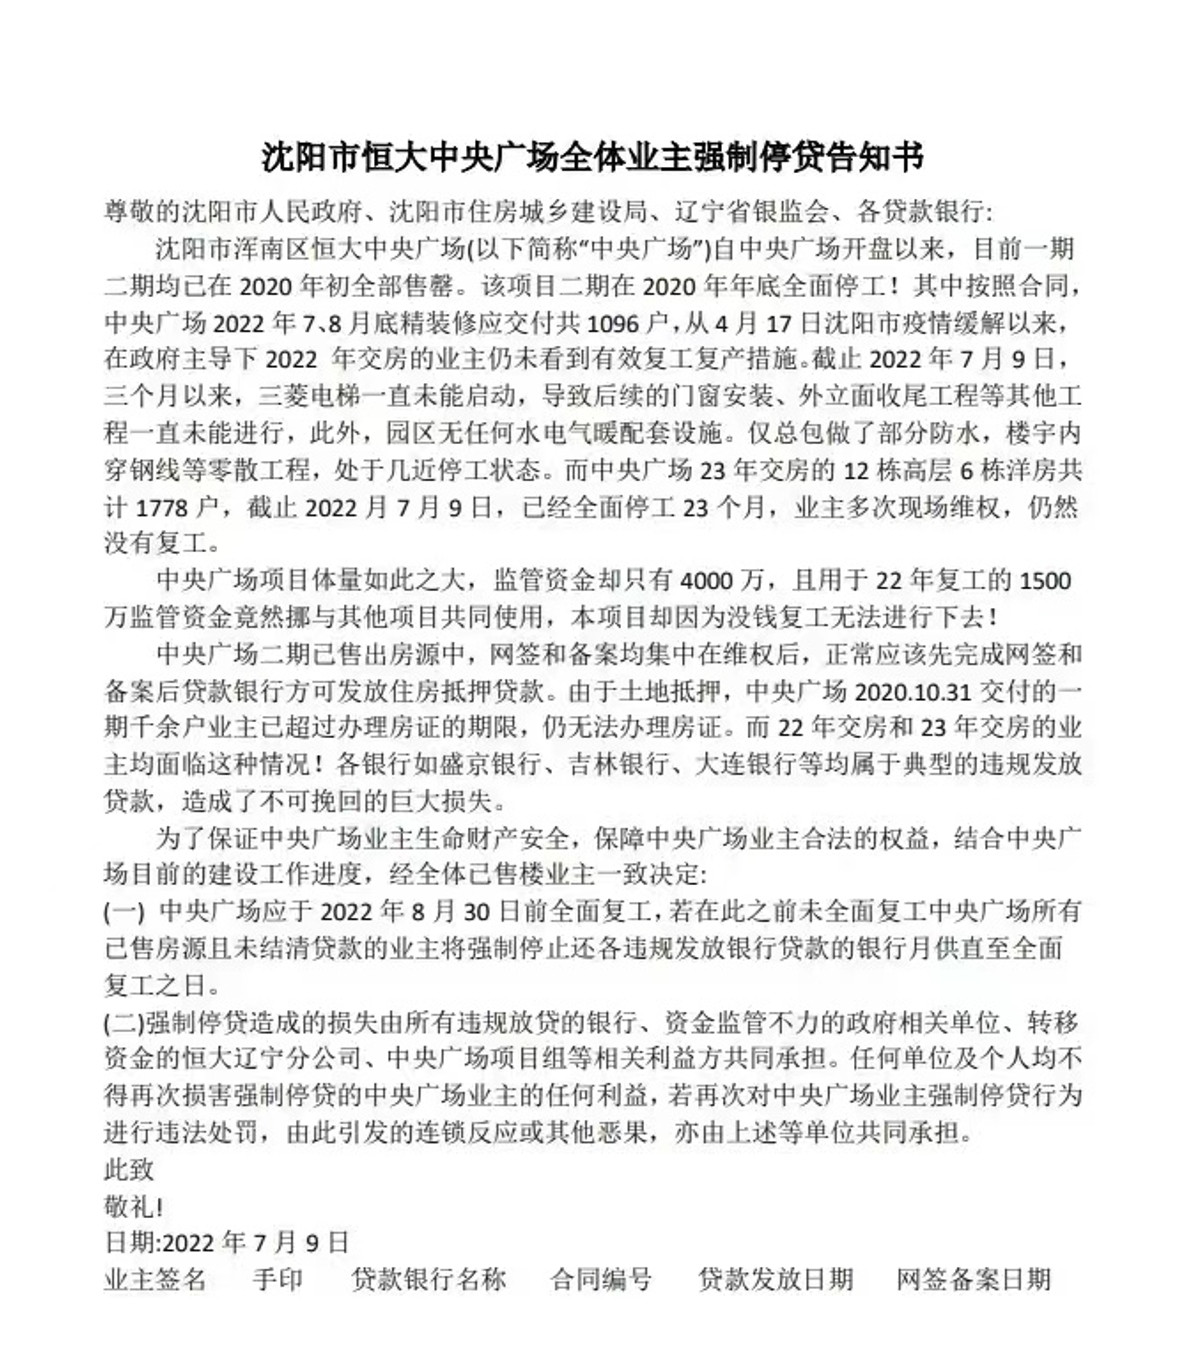 沈阳市恒大中央广场全体业主强制停贷告知书
尊敬的沈阳市人民政府、沈阳市住房城乡建设局、辽宁省银监会、各贷款银行:
沈阳市浑南区恒大中央广场(以下简称“中央广场”)自中央广场开盘以来，目前一期
二期均已在 2020 年初全部售罄。该项目二期在 2020 年年底全面停工！其中按照合同，
中央广场 2022 年 7、8 月底精装修应交付共 1096 户，从 4 月 17 日沈阳市疫情缓解以来，
在政府主导下 2022 年交房的业主仍未看到有效复工复产措施。截止 2022 年 7 月 9 日，
三个月以来，三菱电梯一直未能启动，导致后续的门窗安装、外立面收尾工程等其他工
程一直未能进行，此外，园区无任何水电气暖配套设施。仅总包做了部分防水，楼宇内
穿钢线等零散工程，处于几近停工状态。而中央广场 23 年交房的 12 栋高层 6 栋洋房共
计 1778 户，截止 2022 月 7 月 9 日，已经全面停工 23 个月，业主多次现场维权，仍然
没有复工。
中央广场项目体量如此之大，监管资金却只有 4000 万，且用于 22 年复工的 1500
万监管资金竟然挪与其他项目共同使用，本项目却因为没钱复工无法进行下去！
中央广场二期已售出房源中，网签和备案均集中在维权后，正常应该先完成网签和
备案后贷款银行方可发放住房抵押贷款。由于土地抵押，中央广场 2020.10.31 交付的一
期千余户业主已超过办理房证的期限，仍无法办理房证。而 22 年交房和 23 年交房的业
主均面临这种情况！各银行如盛京银行、吉林银行、大连银行等均属于典型的违规发放
贷款，造成了不可挽回的巨大损失。
为了保证中央广场业主生命财产安全，保障中央广场业主合法的权益，结合中央广
场目前的建设工作进度，经全体已售楼业主一致决定:
(一) 中央广场应于 2022 年 8 月 30 日前全面复工，若在此之前未全面复工中央广场所有
已售房源且未结清贷款的业主将强制停止还各违规发放银行贷款的银行月供直至全面
复工之日。
(二)强制停贷造成的损失由所有违规放贷的银行、资金监管不力的政府相关单位、转移
资金的恒大辽宁分公司、中央广场项目组等相关利益方共同承担。任何单位及个人均不
得再次损害强制停贷的中央广场业主的任何利益，若再次对中央广场业主强制停贷行为
进行违法处罚，由此引发的连锁反应或其他恶果，亦由上述等单位共同承担。
此致
敬礼!
日期:2022 年 7 月 9 日
业主签名 手印 贷款银行名称 合同编号 贷款发放日期 网签备案日期